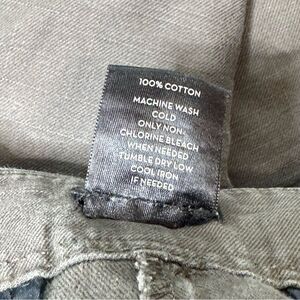 100% COTTON
MACHINE WASH
COLD
ONLY NON-
CHLORINE BLEACH
WHEN NEEDED
TUMBLE DRY LOW
COOL IRON
IF NEEDED